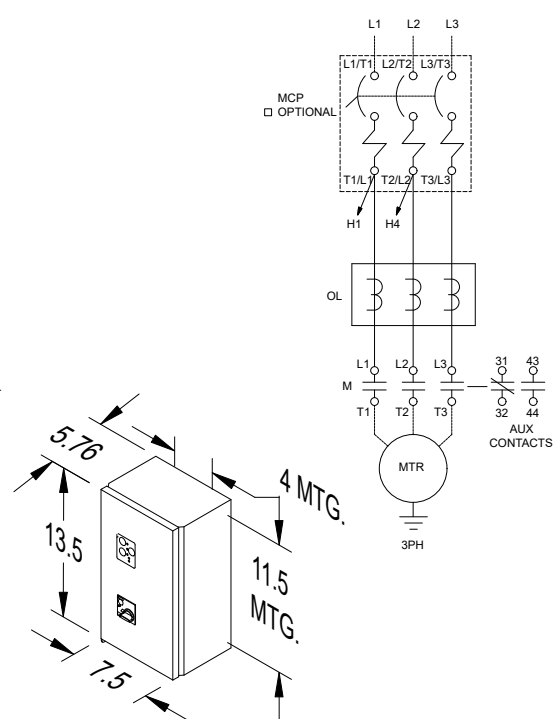 L1 L2 L3
L1/T1 L2/T2 L3/T3
MCP
□ OPTIONAL
T1/L1 T2/L2 T3/L3
H1 H4
OL
L1 L2 L3 31 43
M
T1 T2 T3 32 44
AUX
CONTACTS
MTR
3PH
5.76
4 MTG.
13.5
11.5
MTG.
7.5